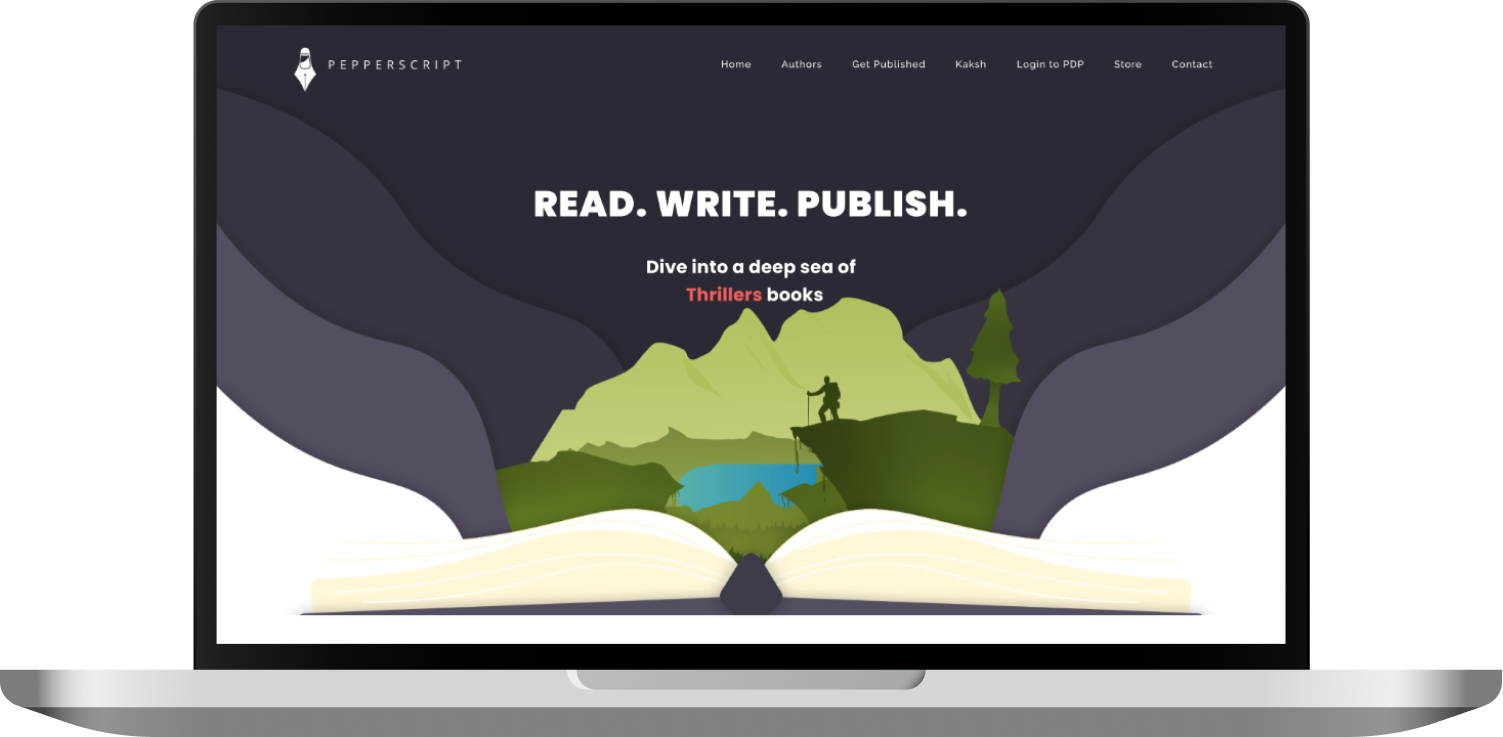 PEPPERSCRIPT
Home Authors Get Published Kaksh Login to PDP Store Contact
READ. WRITE. PUBLISH.
Dive into a deep sea of
Thrillers books